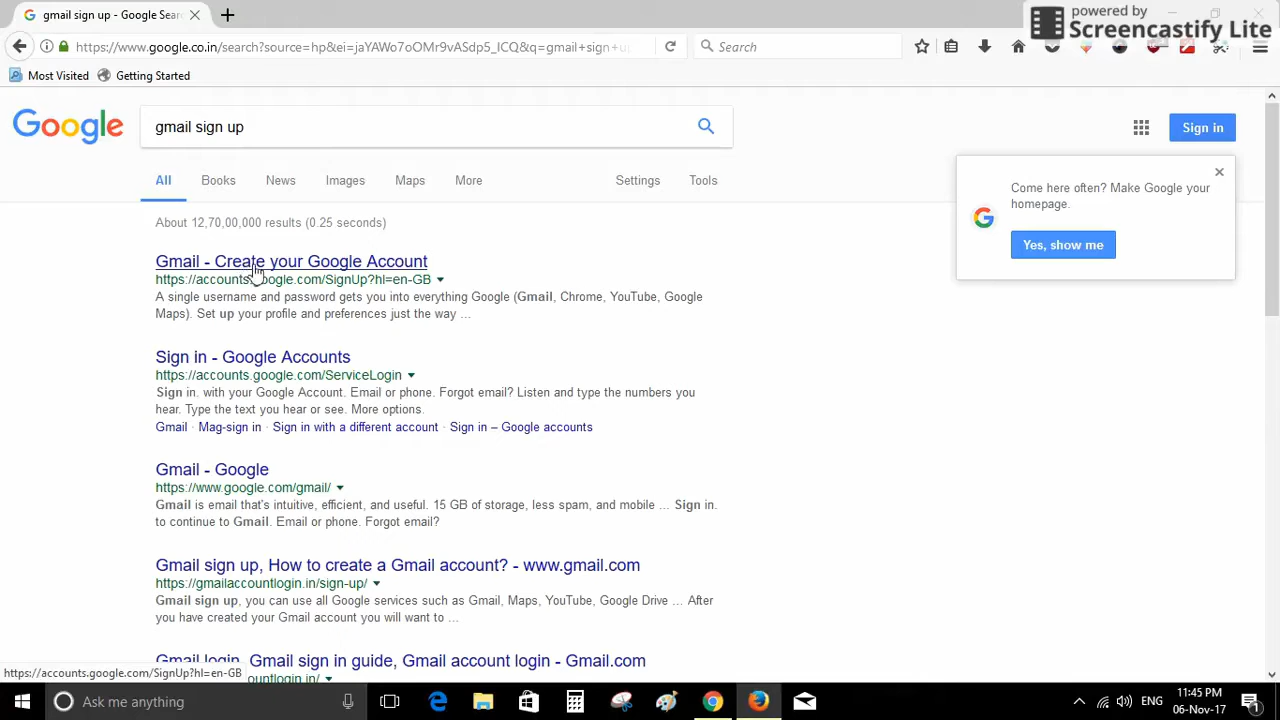 gmail sign up - Google Sear
powered by
Screencastify Lite
https://www.google.co.in/search?source=hp&ei=jaYAWo7oOMr9vASdp5_ICQ&q=gmail+sign+u
Search
Most Visited
Getting Started
Google
gmail sign up
Sign in
All
Books
News
Images
Maps
More
Settings
Tools
Come here often? Make Google your
homepage.
Yes, show me
About 12,70,00,000 results (0.25 seconds)
Gmail - Create your Google Account
https://accounts.google.com/SignUp?hl=en-GB
A single username and password gets you into everything Google (Gmail, Chrome, YouTube, Google
Maps). Set up your profile and preferences just the way ...
Sign in - Google Accounts
https://accounts.google.com/ServiceLogin
Sign in. with your Google Account. Email or phone. Forgot email? Listen and type the numbers you
hear. Type the text you hear or see. More options.
Gmail · Mag-sign in · Sign in with a different account · Sign in – Google accounts
Gmail - Google
https://www.google.com/gmail/
Gmail is email that's intuitive, efficient, and useful. 15 GB of storage, less spam, and mobile ... Sign in.
to continue to Gmail. Email or phone. Forgot email?
Gmail sign up, How to create a Gmail account? - www.gmail.com
https://gmailaccountlogin.in/sign-up/
Gmail sign up, you can use all Google services such as Gmail, Maps, YouTube, Google Drive ... After
you have created your Gmail account you will want to ...
Gmail login, Gmail sign in guide, Gmail account login - Gmail.com
https://accounts.google.com/SignUp?hl=en-GB
ountlogin.in/
Ask me anything
ENG
11:45 PM
06-Nov-17